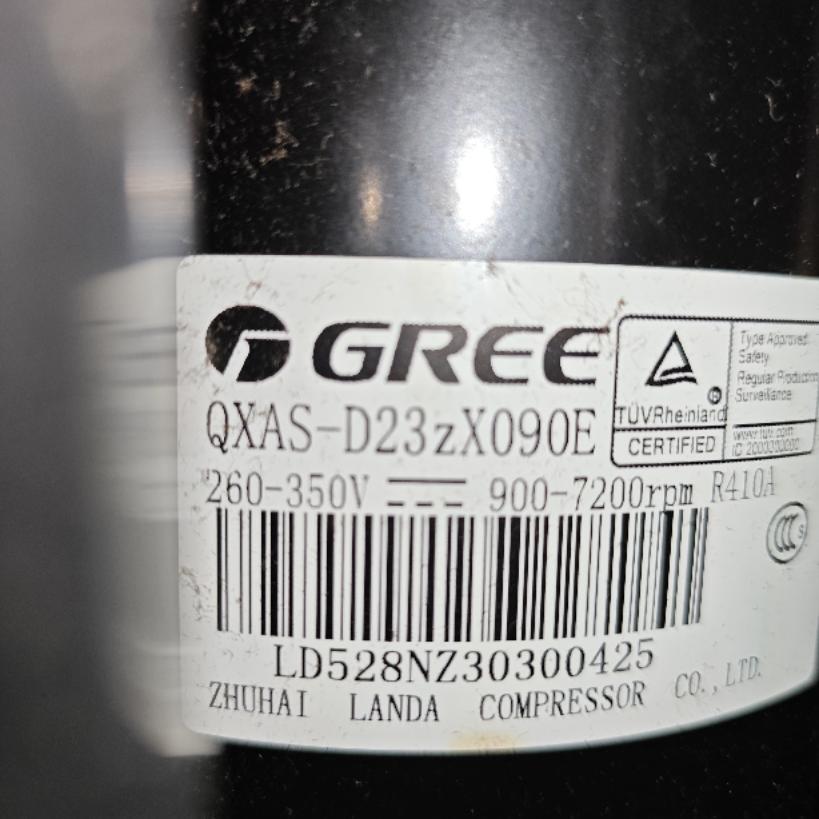 GREE
Type Approved
Safety
Regular Production
Surveillance
TÜVRheinland
CERTIFIED
www.tuv.com
QXAS-D23zX090E
260-350V ⎓ 900-7200rpm R410A
CCC S
LD528NZ30300425
ZHUHAI LANDA COMPRESSOR CO., LTD.